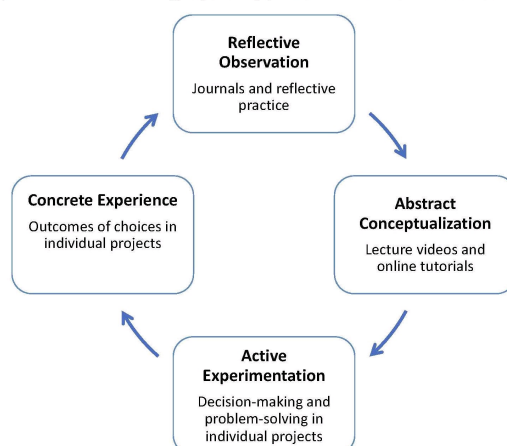 Reflective
Observation
Journals and reflective
practice
Concrete Experience
Outcomes of choices in
individual projects
Abstract
Conceptualization
Lecture videos and
online tutorials
Active
Experimentation
Decision-making and
problem-solving in
individual projects